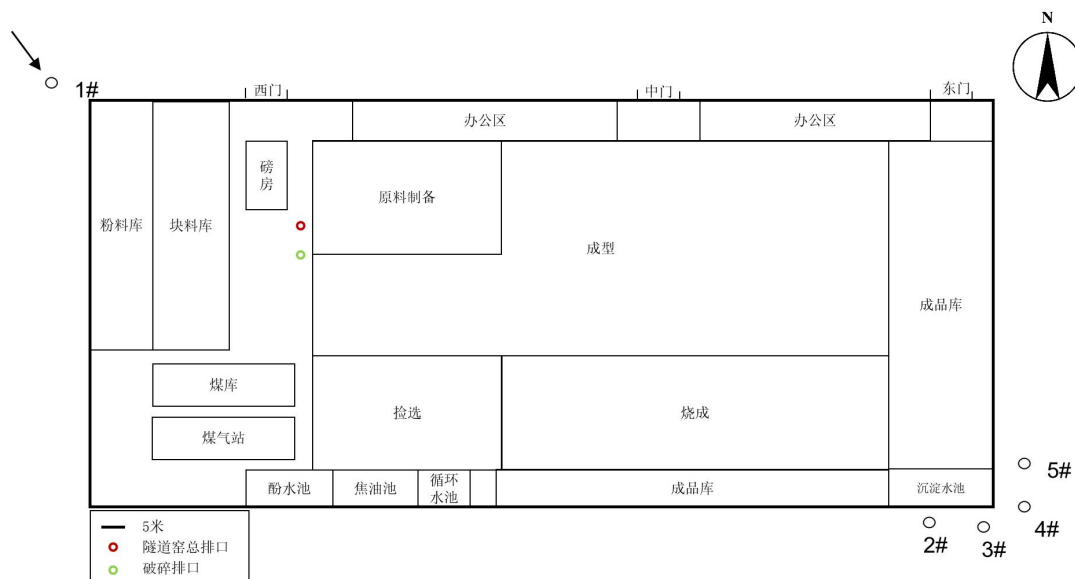 N
1#
西门
中门
东门
办公区
办公区
磅
房
原料制备
粉料库
块料库
成型
成品库
煤库
捡选
烧成
煤气站
酚水池
焦油池
循环
水池
成品库
沉淀水池
5#
4#
2#
3#
5米
隧道窑总排口
破碎排口